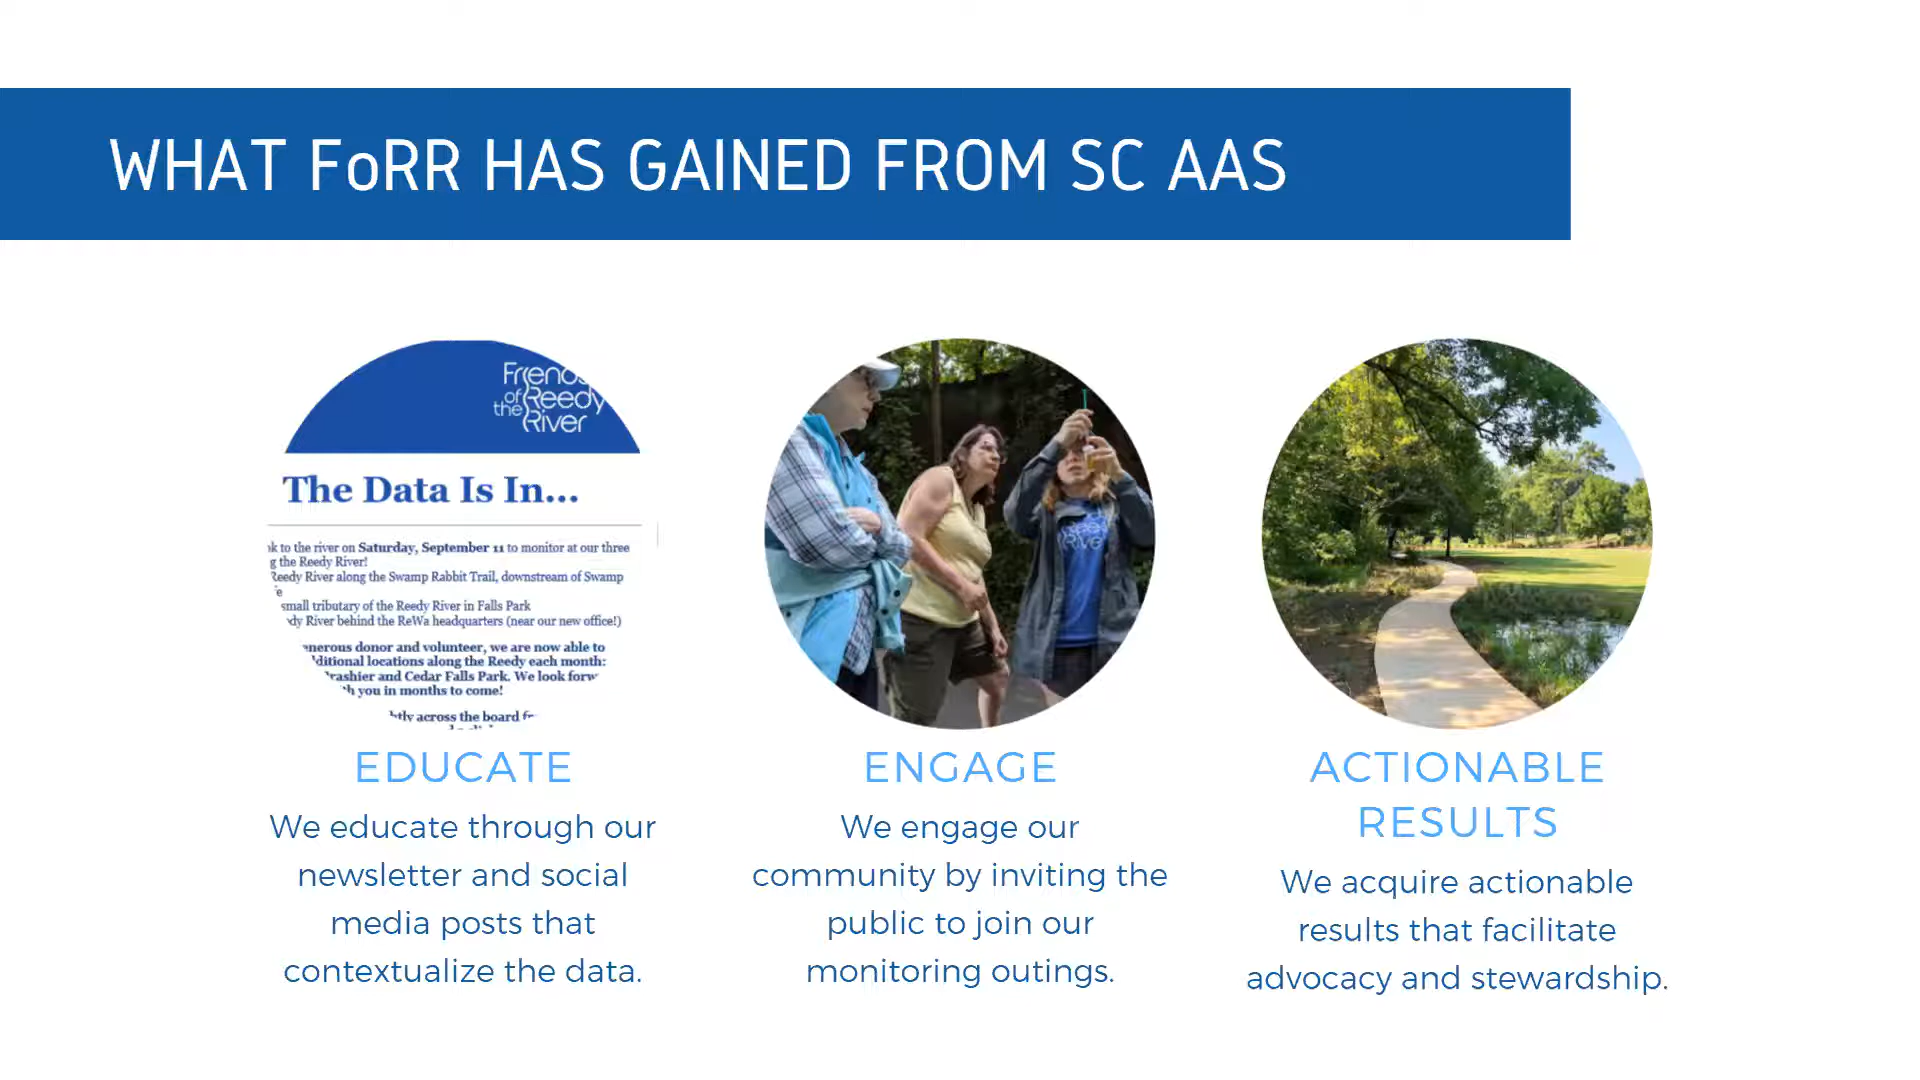 WHAT FoRR HAS GAINED FROM SC AAS
Friends
of Reedy
the River
The Data Is In...
to the river on Saturday, September 11 to monitor at our three
the Reedy River!
Reedy River along the Swamp Rabbit Trail, downstream of Swamp
small tributary of the Reedy River in Falls Park
River behind the ReWa headquarters (near our new office!)
donor and volunteer, we are now able to
locations along the Reedy each month:
and Cedar Falls Park. We look
you in months to come!
across the board
EDUCATE
We educate through our
newsletter and social
media posts that
contextualize the data.
ENGAGE
We engage our
community by inviting the
public to join our
monitoring outings.
ACTIONABLE
RESULTS
We acquire actionable
results that facilitate
advocacy and stewardship.